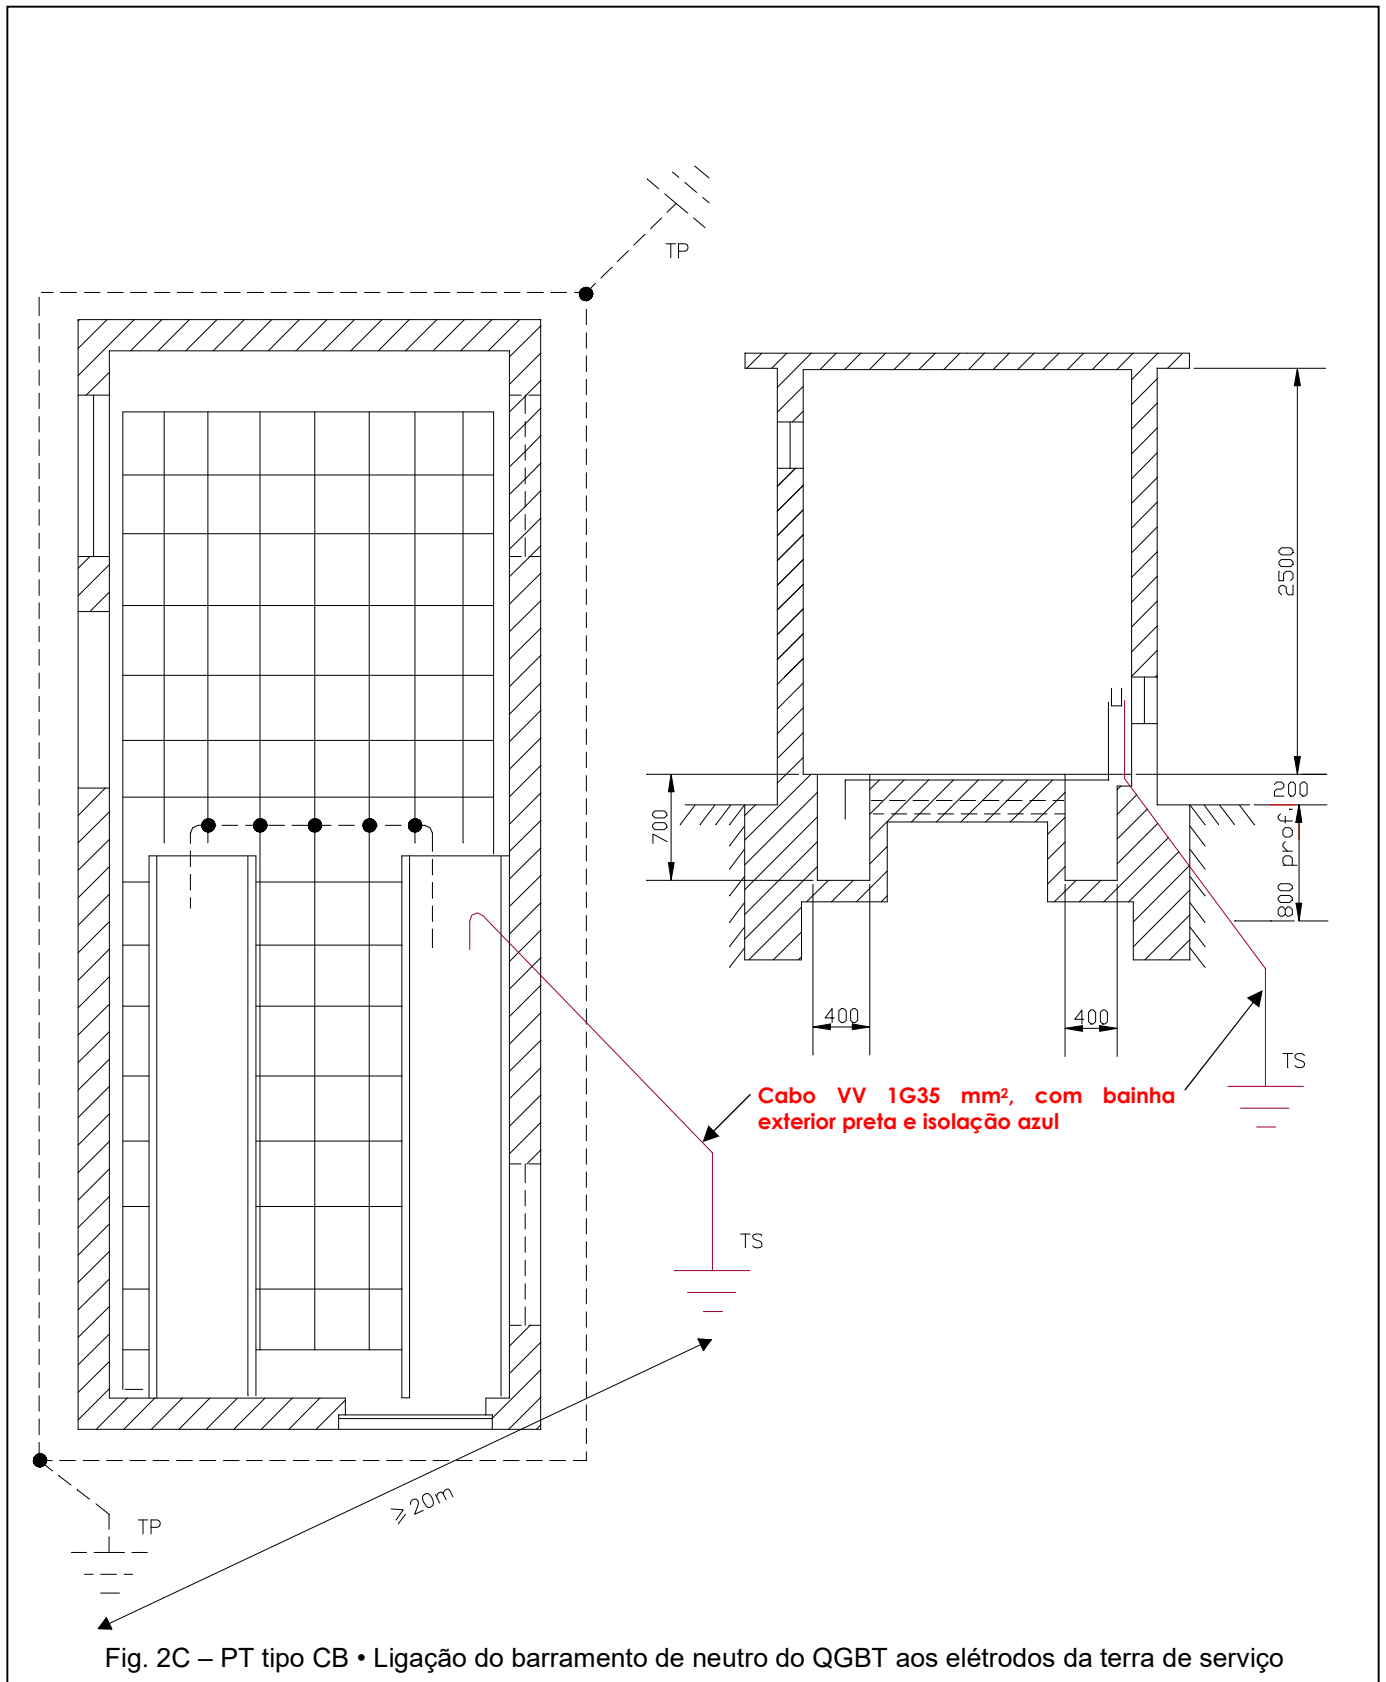 TP
2500
200
700
800 prof.
400
400
TS
Cabo VV 1G35 mm², com bainha
exterior preta e isolação azul
TS
≥20m
TP
Fig. 2C – PT tipo CB • Ligação do barramento de neutro do QGBT aos elétrodos da terra de serviço